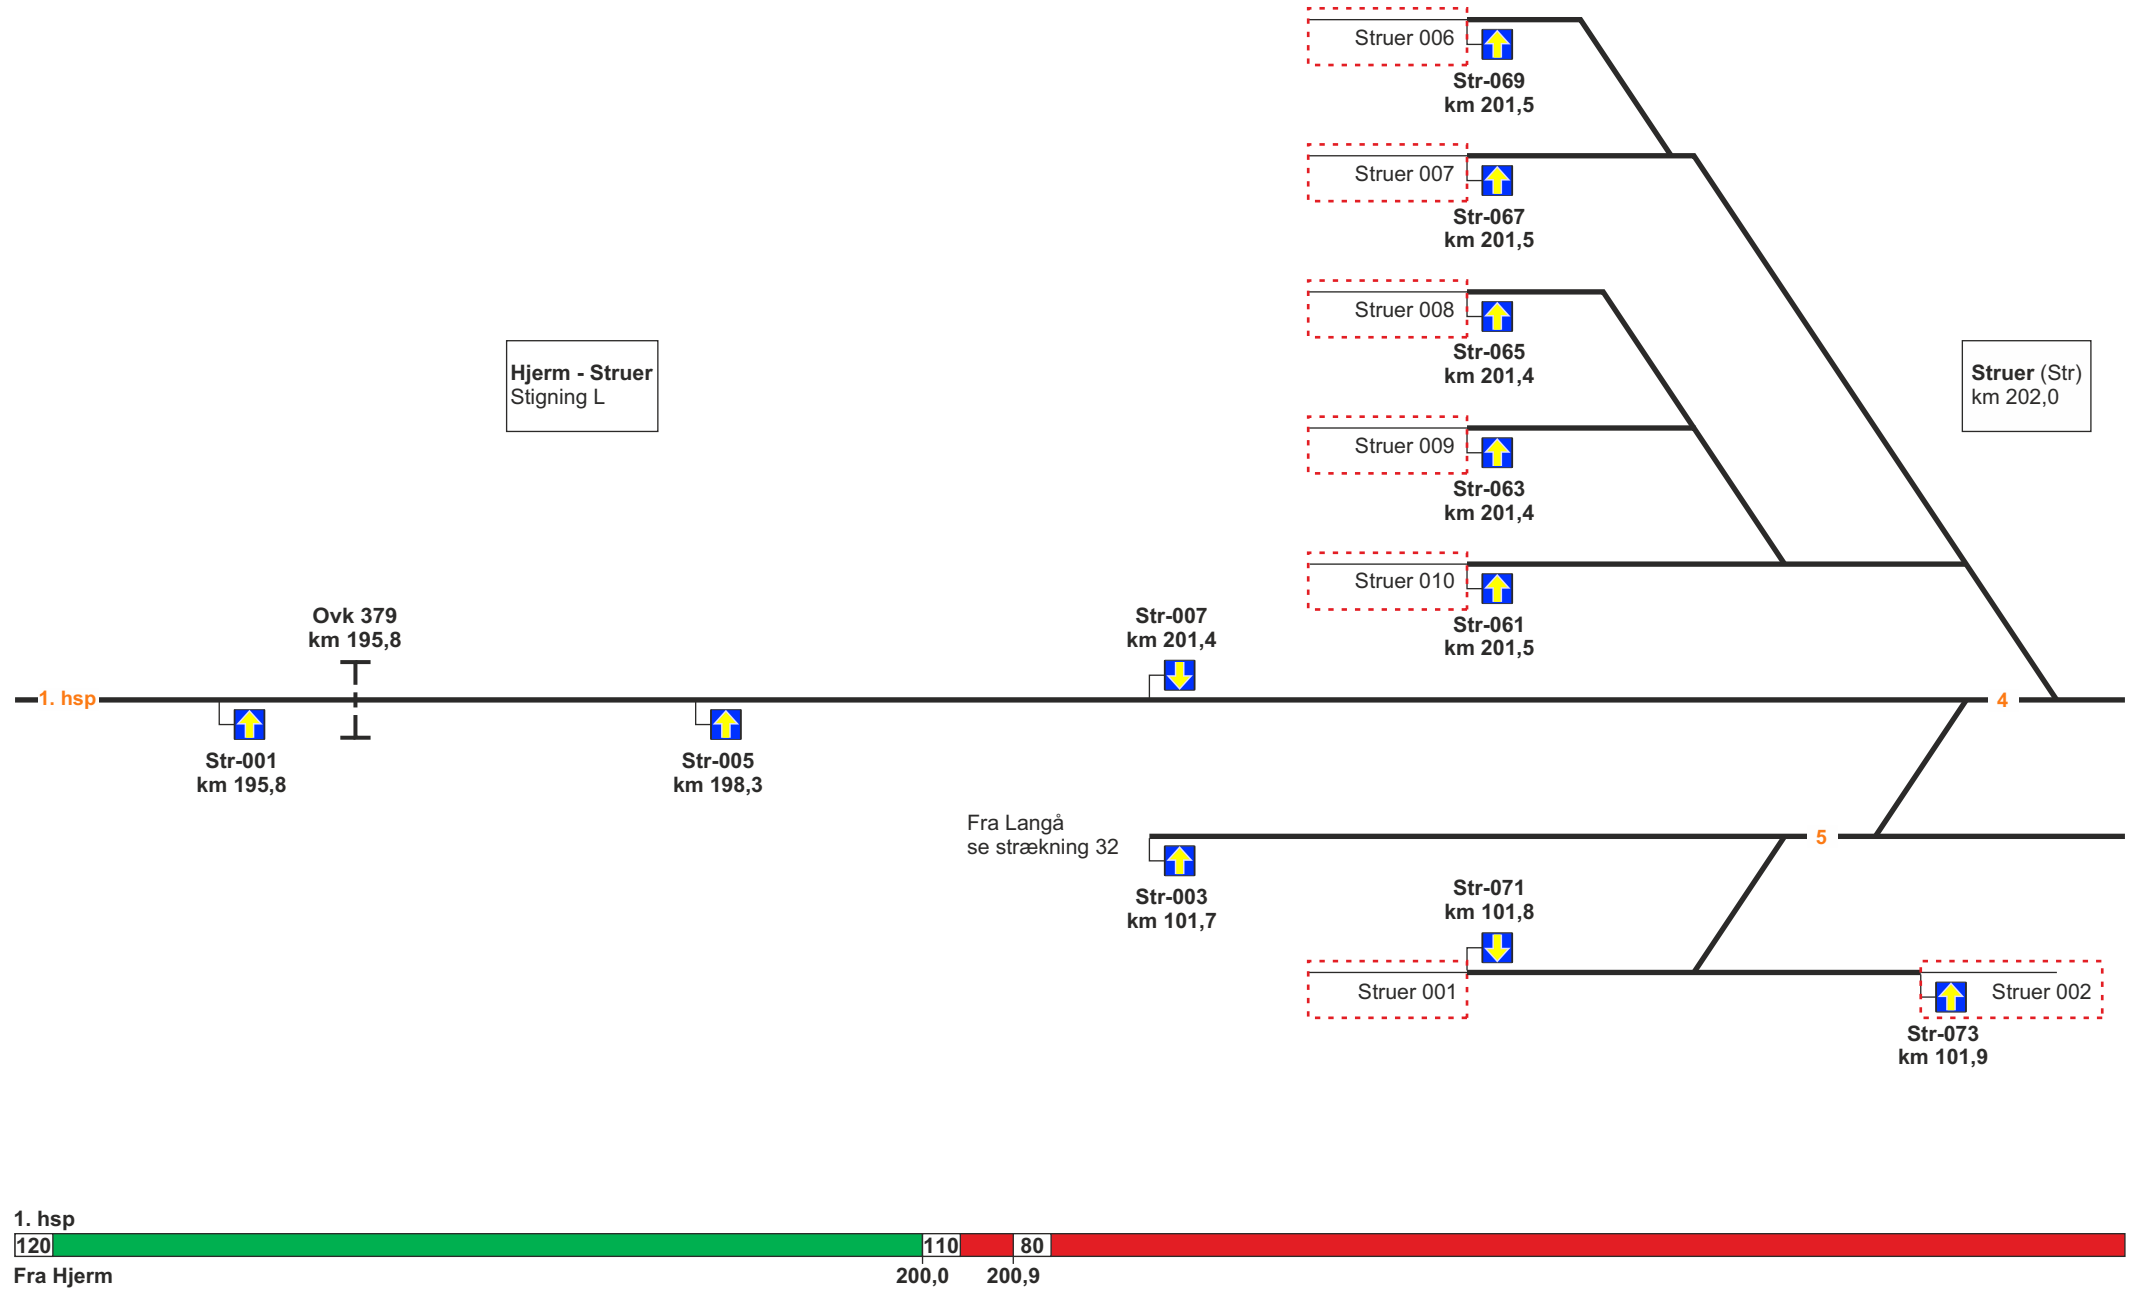 Struer 006
Str-069
km 201,5
Struer 007
Str-067
km 201,5
Struer 008
Str-065
km 201,4
Hjerm - Struer
Stigning L
Struer (Str)
km 202,0
Struer 009
Str-063
km 201,4
Struer 010
Str-061
km 201,5
Ovk 379
km 195,8
Str-007
km 201,4
1. hsp
4
Str-001
km 195,8
Str-005
km 198,3
Fra Langå
se strækning 32
5
Str-003
km 101,7
Str-071
km 101,8
Struer 001
Struer 002
Str-073
km 101,9
1. hsp
120
110
80
Fra Hjerm
200,0
200,9